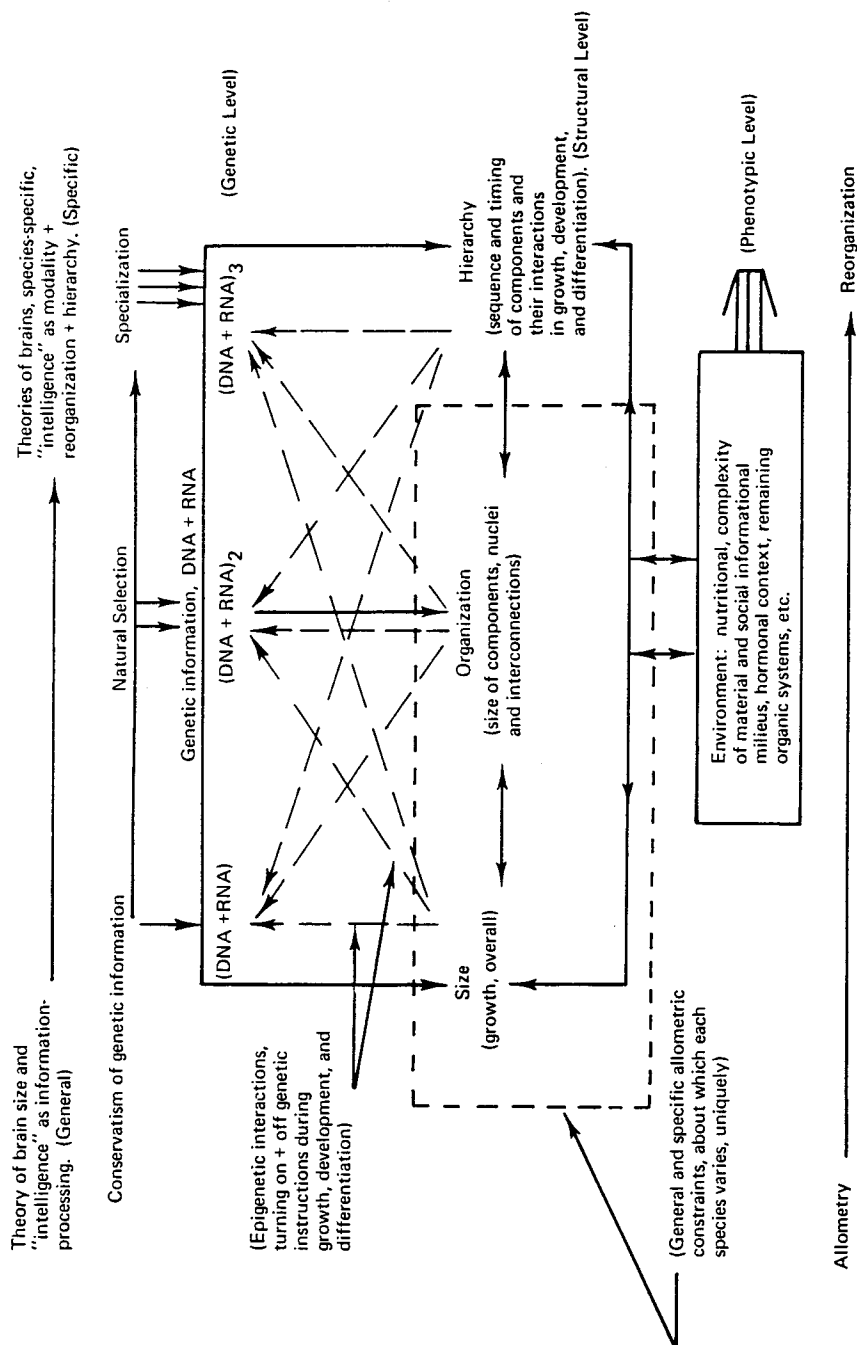 Theory of brain size and
"intelligence" as information-
processing. (General)
Theories of brains, species-specific,
"intelligence" as modality +
reorganization + hierarchy. (Specific)
Conservatism of genetic information
Natural Selection
Specialization
Genetic information, DNA + RNA
(DNA +RNA)
(DNA + RNA)2
(DNA + RNA)3
(Genetic Level)
(Epigenetic interactions,
turning on + off genetic
instructions during
growth, development, and
differentiation)
Size
(growth, overall)
Organization
(size of components, nuclei
and interconnections)
Hierarchy
(sequence and timing
of components and
their interactions
in growth, development,
and differentiation). (Structural Level)
(General and specific allometric
constraints, about which each
species varies, uniquely)
Environment: nutritional, complexity
of material and social informational
milieus, hormonal context, remaining
organic systems, etc.
(Phenotypic Level)
Allometry
Reorganization